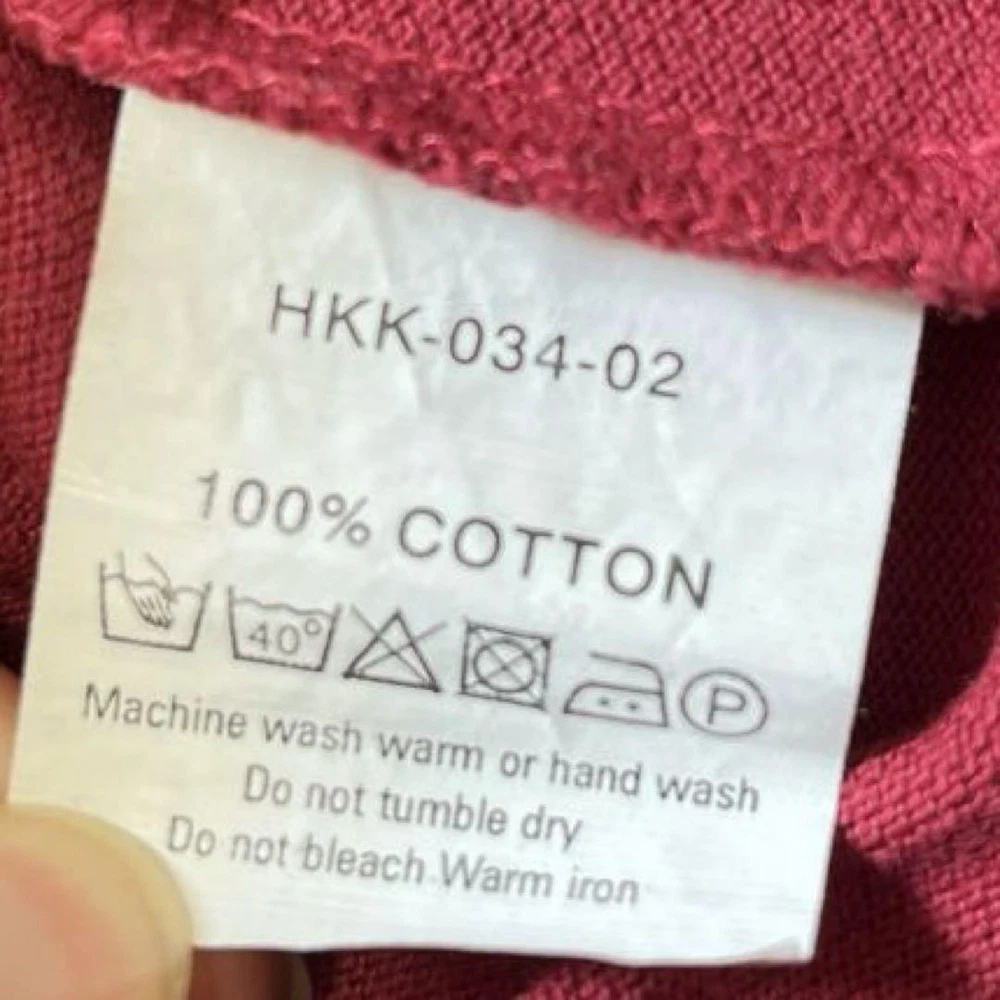 HKK-034-02
100% COTTON
40° P
Machine wash warm or hand wash
Do not tumble dry
Do not bleach Warm iron